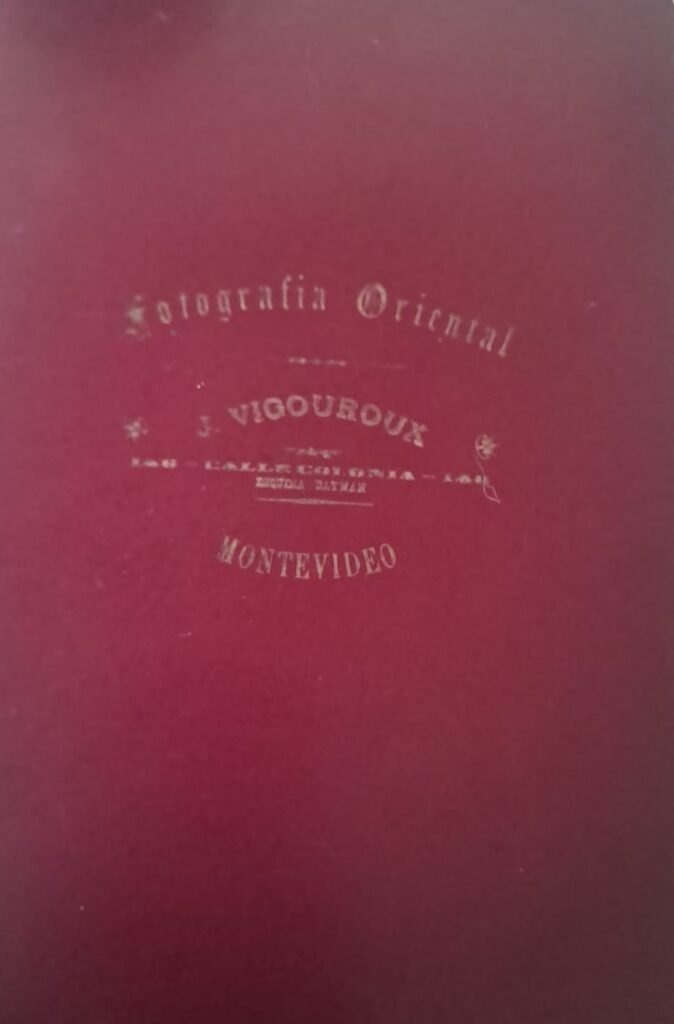 Fotografia Oriental
J. VIGOUROUX
146 - CALLE COLONIA - 146
ESQUINA DAYMAN
MONTEVIDEO